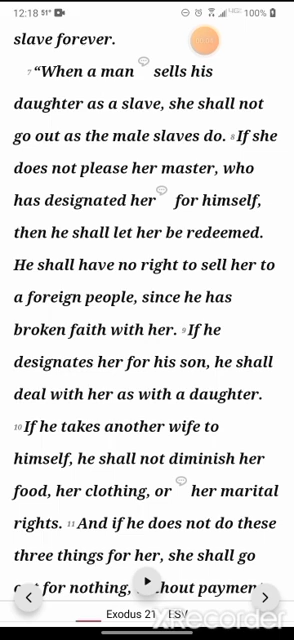 12:18 51°
100%
slave forever.
7 “When a man sells his
daughter as a slave, she shall not
go out as the male slaves do. 8 If she
does not please her master, who
has designated her for himself,
then he shall let her be redeemed.
He shall have no right to sell her to
a foreign people, since he has
broken faith with her. 9 If he
designates her for his son, he shall
deal with her as with a daughter.
10 If he takes another wife to
himself, he shall not diminish her
food, her clothing, or her marital
rights. 11 And if he does not do these
three things for her, she shall go
for nothing,
Exodus 21 ESV
XRecorder